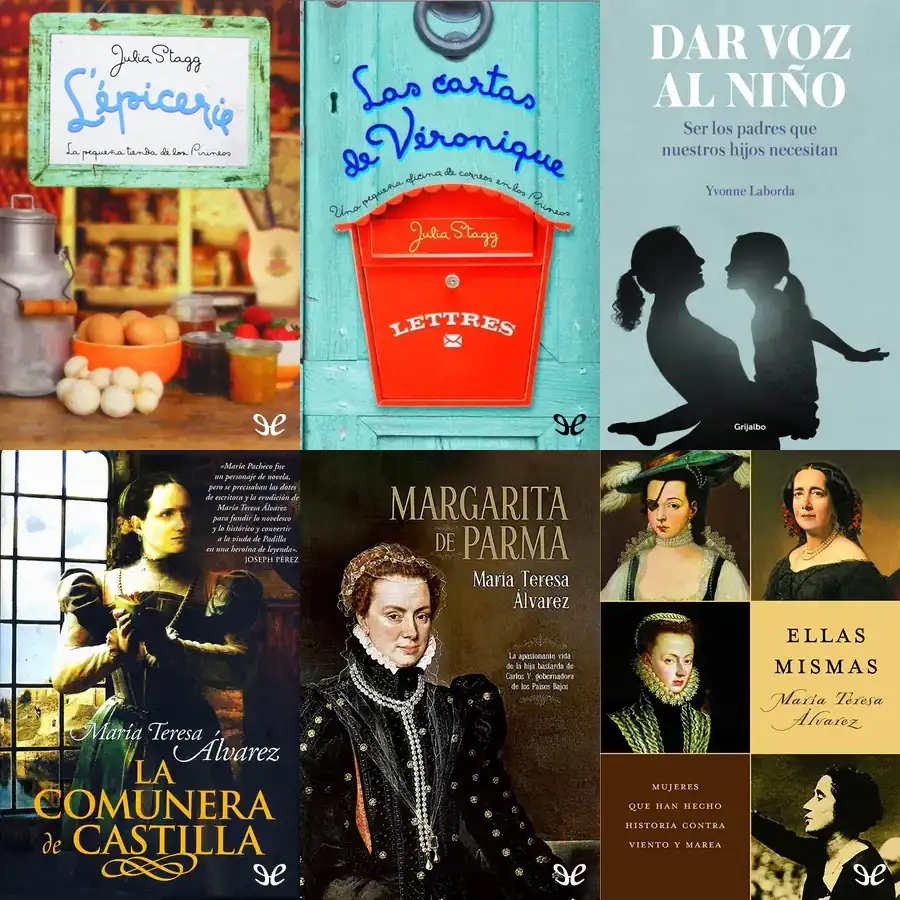 Julia Stagg
L'épicerie
La pequeña tienda de los Pirineos
Las cartas
de Véronique
Una pequeña oficina de correos en los Pirineos
Julia Stagg
LETTRES
DAR VOZ
AL NIÑO
Ser los padres que
nuestros hijos necesitan
Yvonne Laborda
Grijalbo
«María Pacheco fue
un personaje de novela,
pero se precisaban las dotes
de escritora y la erudición de
María Teresa Álvarez
para fundir lo novelesco
y lo histórico y convertir
a la viuda de Padilla
en una heroína de leyenda».
JOSEPH PÉREZ
María Teresa
Álvarez
LA
COMUNERA
de CASTILLA
MARGARITA
DE PARMA
María Teresa
Álvarez
La apasionante vida
de la hija bastarda de
Carlos V, gobernadora
de los Países Bajos
ELLAS
MISMAS
María Teresa
Álvarez
MUJERES
QUE HAN HECHO
HISTORIA CONTRA
VIENTO Y MAREA